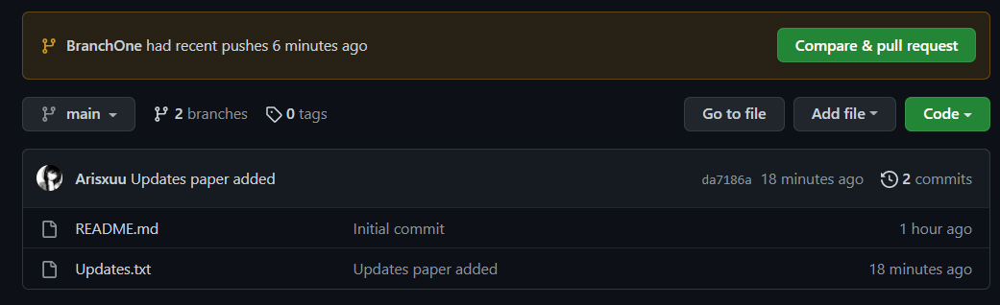 BranchOne had recent pushes 6 minutes ago Compare & pull request
main 2 branches 0 tags Go to file Add file Code
Arisxuu Updates paper added da7186a 18 minutes ago 2 commits
README.md Initial commit 1 hour ago
Updates.txt Updates paper added 18 minutes ago